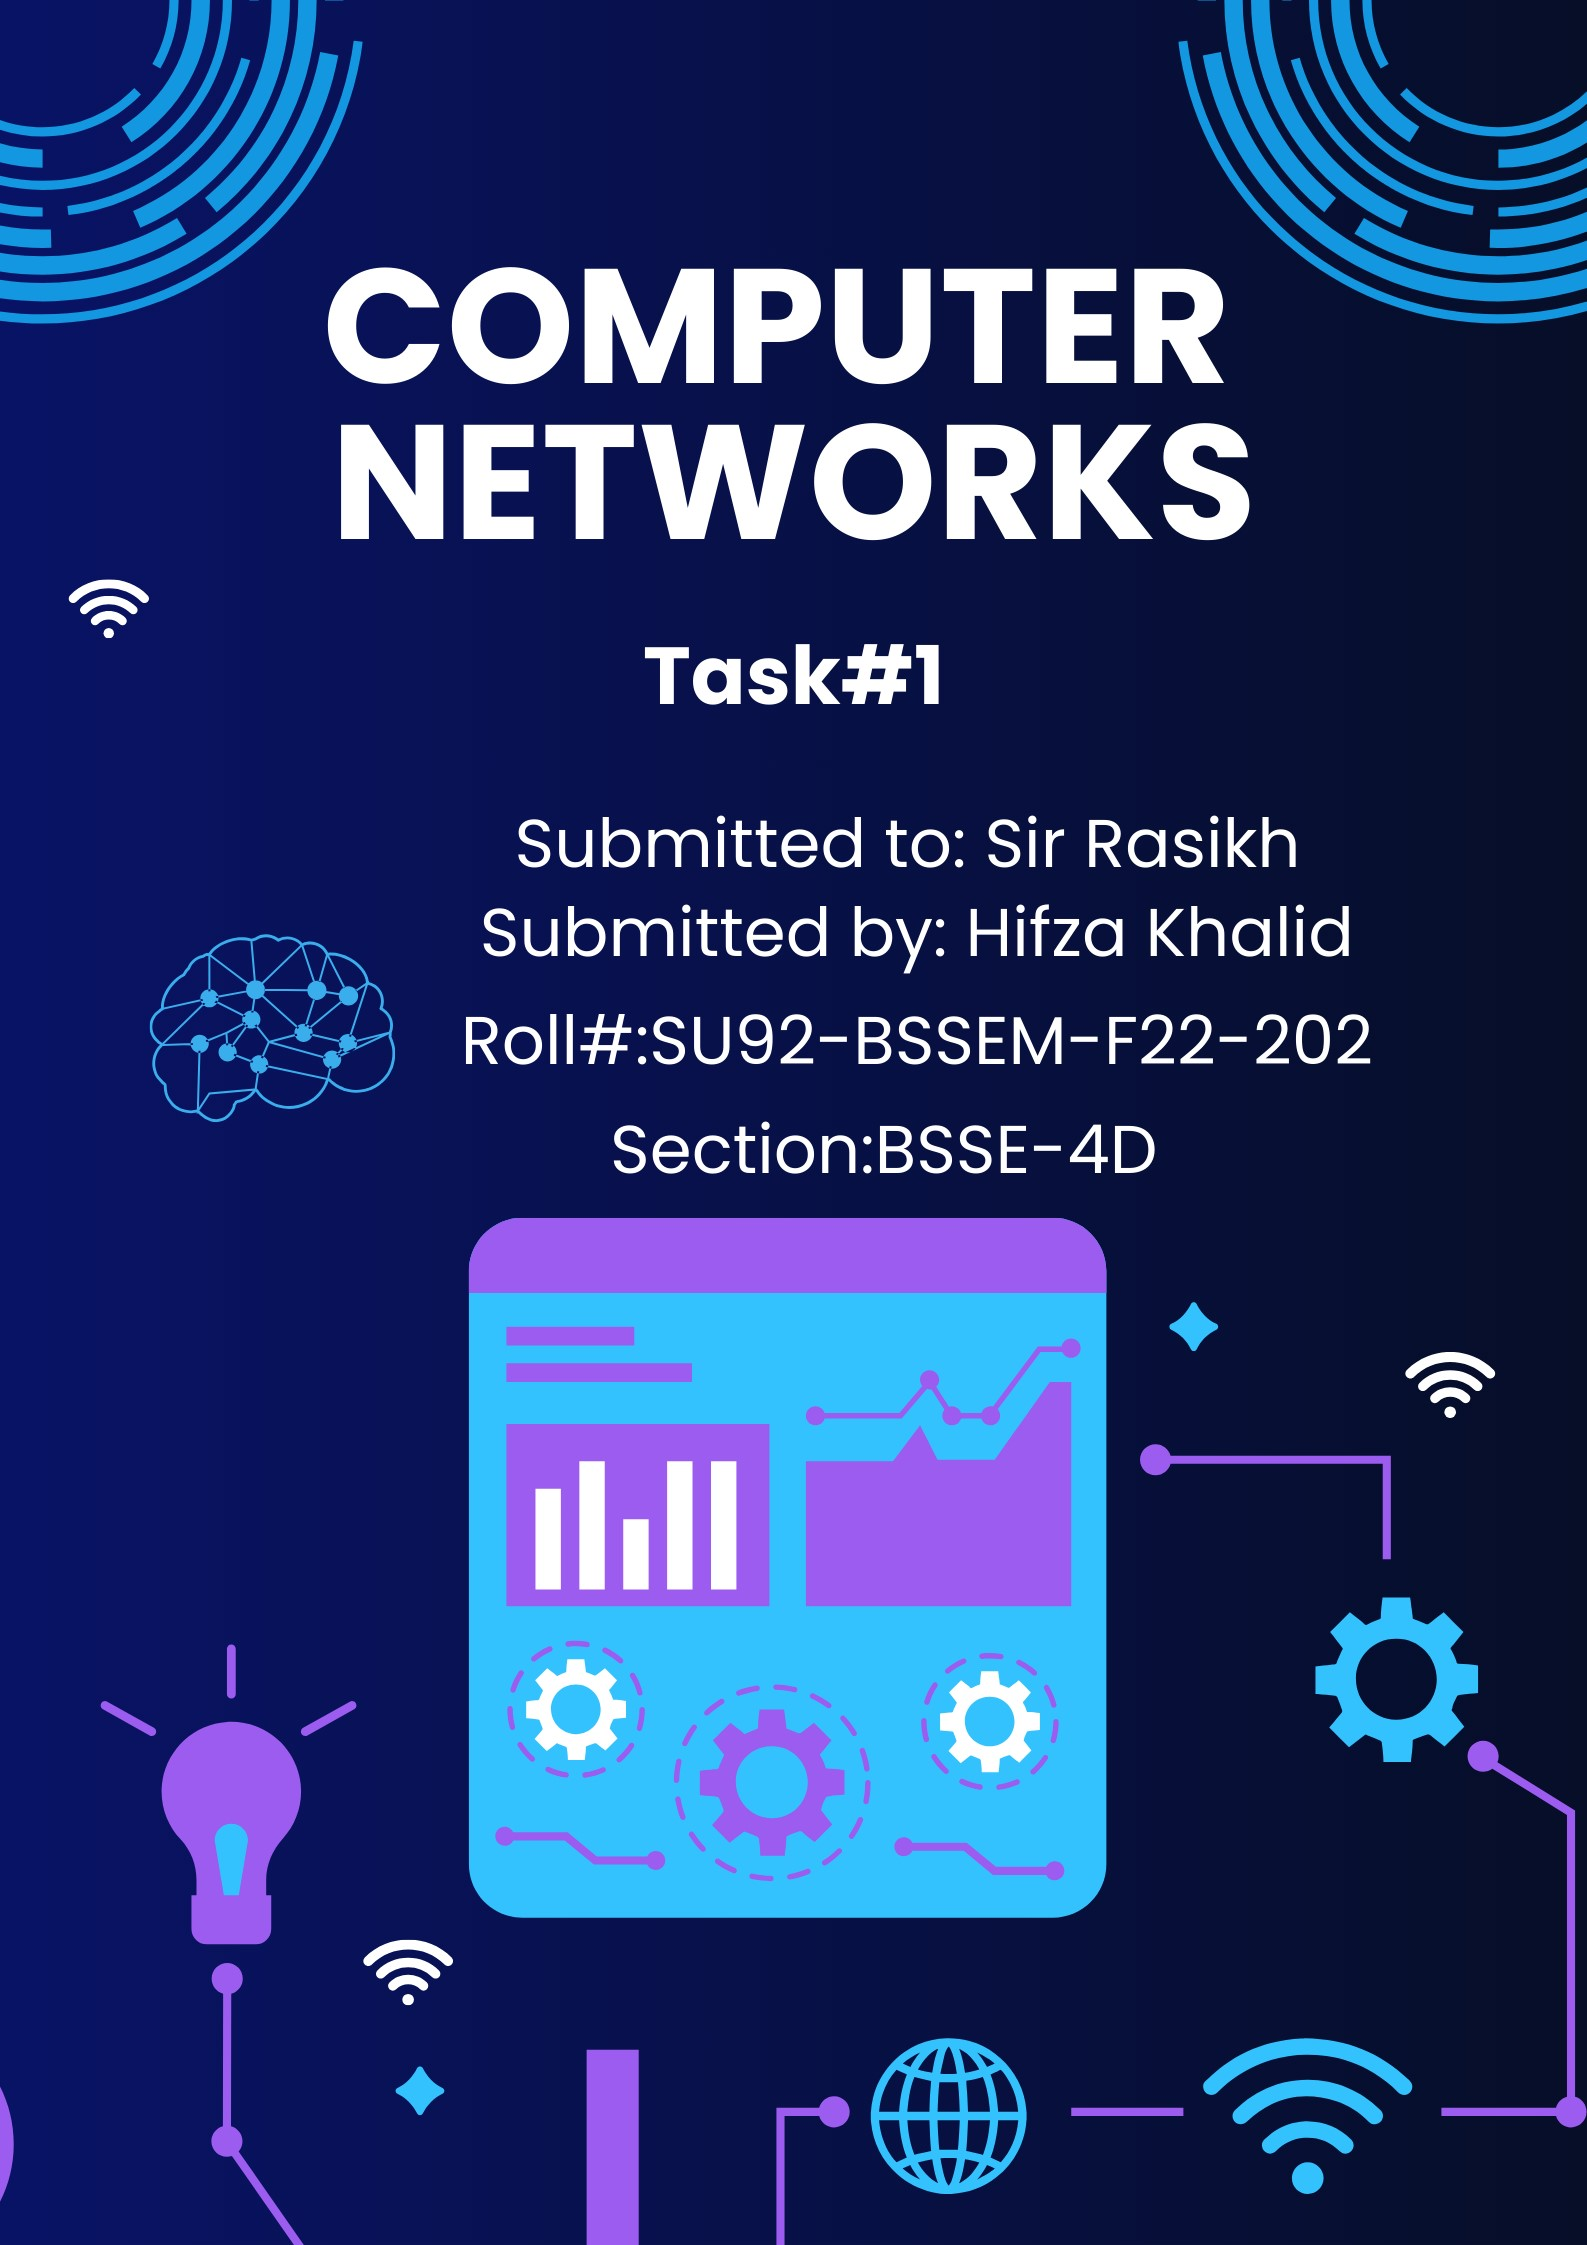 COMPUTER
NETWORKS
Task#1
Submitted to: Sir Rasikh
Submitted by: Hifza Khalid
Roll#:SU92-BSSEM-F22-202
Section:BSSE-4D